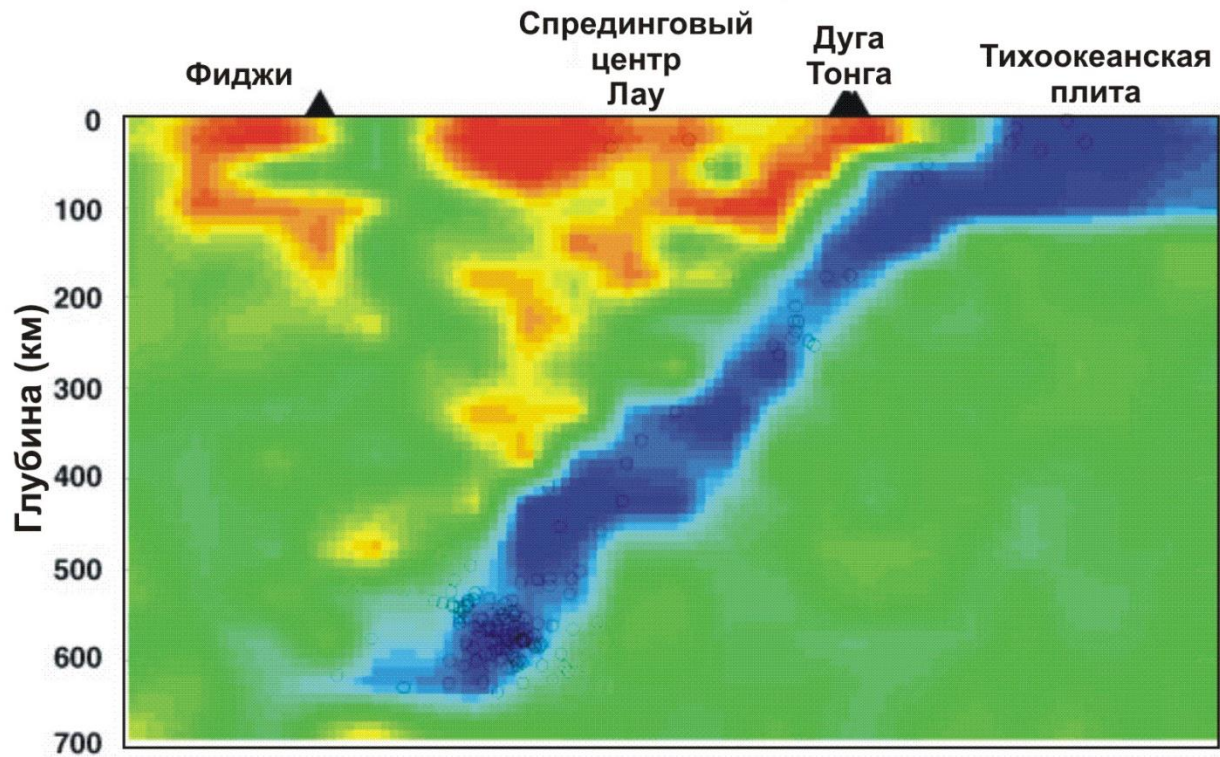 Фиджи
Спрединговый
центр
Лау
Дуга
Тонга
Тихоокеанская
плита
Глубина (км)
0
100
200
300
400
500
600
700